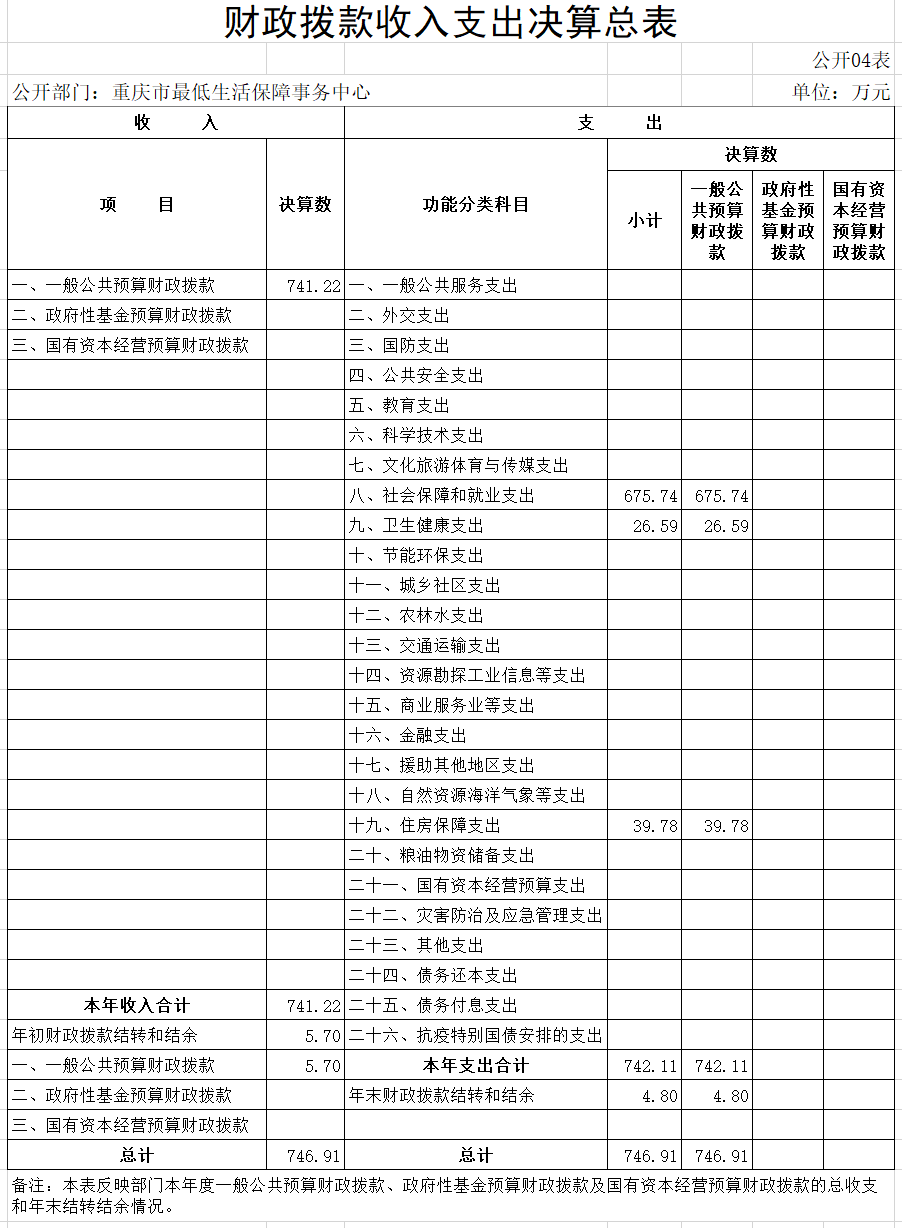 财政拨款收入支出决算总表
公开04表
公开部门：重庆市最低生活保障事务中心 单位：万元
收 入 支 出
项 目 决算数 功能分类科目 决算数
小计 一般公共预算财政拨款 政府性基金预算财政拨款 国有资本经营预算财政拨款
一、一般公共预算财政拨款 741.22 一、一般公共服务支出
二、政府性基金预算财政拨款 二、外交支出
三、国有资本经营预算财政拨款 三、国防支出
四、公共安全支出
五、教育支出
六、科学技术支出
七、文化旅游体育与传媒支出
八、社会保障和就业支出 675.74 675.74
九、卫生健康支出 26.59 26.59
十、节能环保支出
十一、城乡社区支出
十二、农林水支出
十三、交通运输支出
十四、资源勘探工业信息等支出
十五、商业服务业等支出
十六、金融支出
十七、援助其他地区支出
十八、自然资源海洋气象等支出
十九、住房保障支出 39.78 39.78
二十、粮油物资储备支出
二十一、国有资本经营预算支出
二十二、灾害防治及应急管理支出
二十三、其他支出
二十四、债务还本支出
本年收入合计 741.22 二十五、债务付息支出
年初财政拨款结转和结余 5.70 二十六、抗疫特别国债安排的支出
一、一般公共预算财政拨款 5.70 本年支出合计 742.11 742.11
二、政府性基金预算财政拨款 年末财政拨款结转和结余 4.80 4.80
三、国有资本经营预算财政拨款
总计 746.91 总计 746.91 746.91
备注：本表反映部门本年度一般公共预算财政拨款、政府性基金预算财政拨款及国有资本经营预算财政拨款的总收支
和年末结转结余情况。